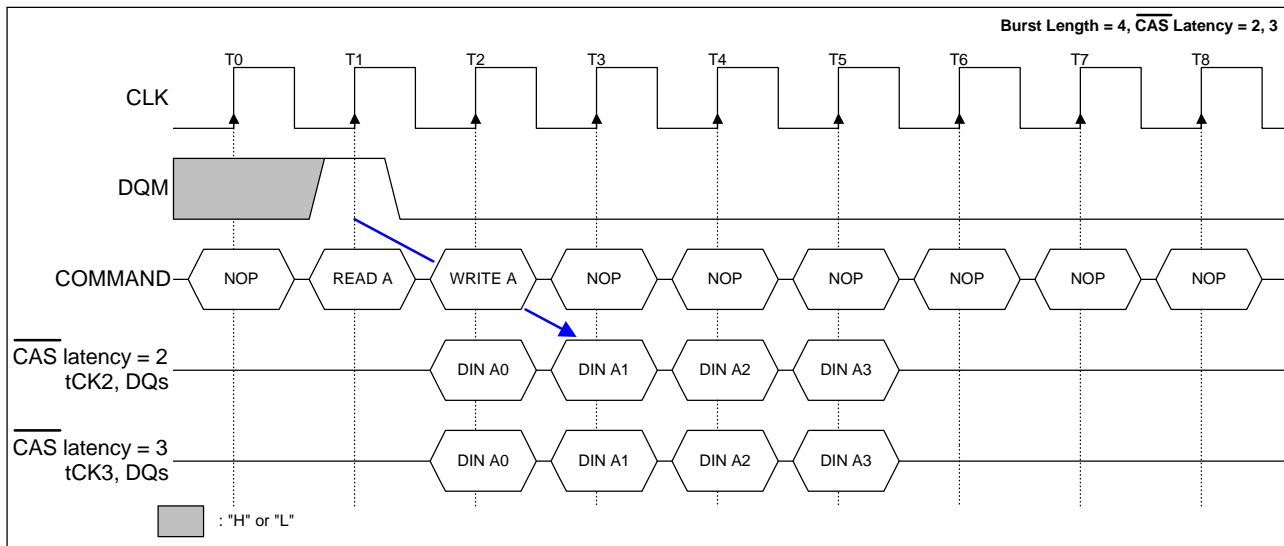 Burst Length = 4, CAS Latency = 2, 3
T0 T1 T2 T3 T4 T5 T6 T7 T8
CLK
DQM
COMMAND NOP READ A WRITE A NOP NOP NOP NOP NOP NOP
CAS latency = 2
tCK2, DQs
DIN A0 DIN A1 DIN A2 DIN A3
CAS latency = 3
tCK3, DQs
DIN A0 DIN A1 DIN A2 DIN A3
: "H" or "L"